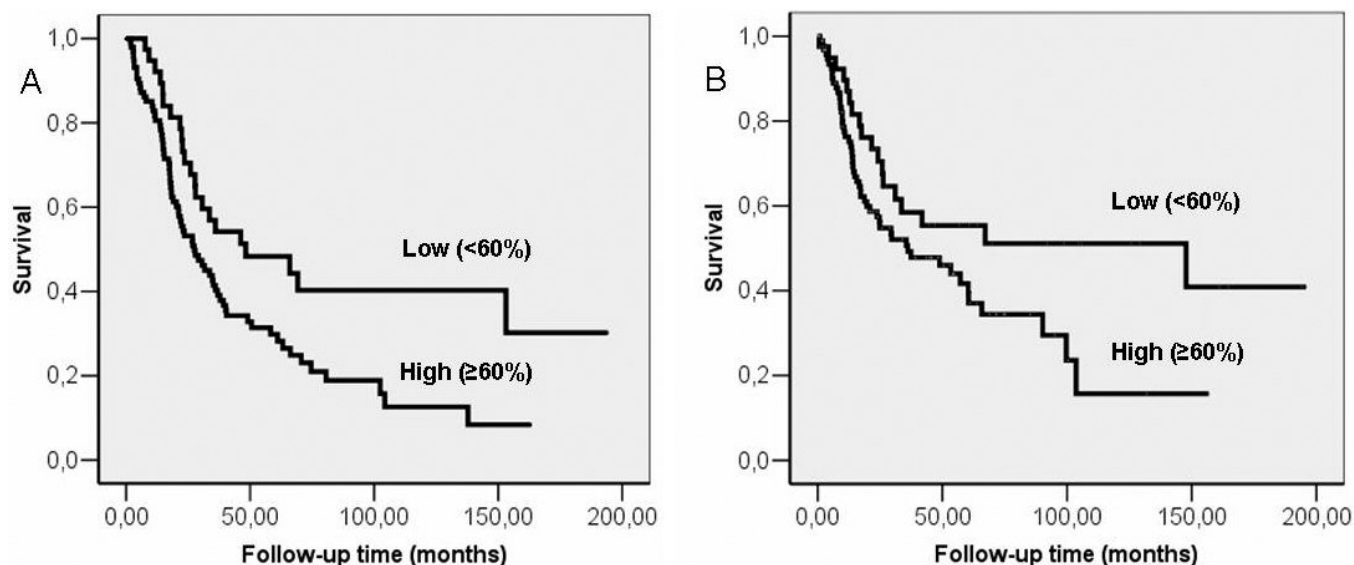 A
Survival
1,0
0,8
0,6
0,4
0,2
0,0
Low (<60%)
High (≥60%)
0,00 50,00 100,00 150,00 200,00
Follow-up time (months)
B
Survival
1,0
0,8
0,6
0,4
0,2
0,0
Low (<60%)
High (≥60%)
0,00 50,00 100,00 150,00 200,00
Follow-up time (months)